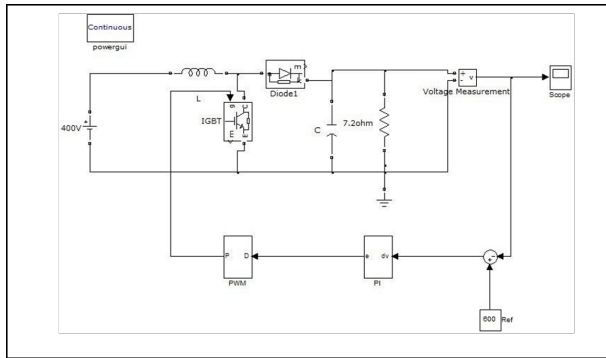 Continuous
powergui
m
Diode1
+
-
v
Voltage Measurement
Scope
L
g
C
IGBT
E
400V
+
C
7.2ohm
P
D
PWM
e
dv
PI
-
+
600
Ref